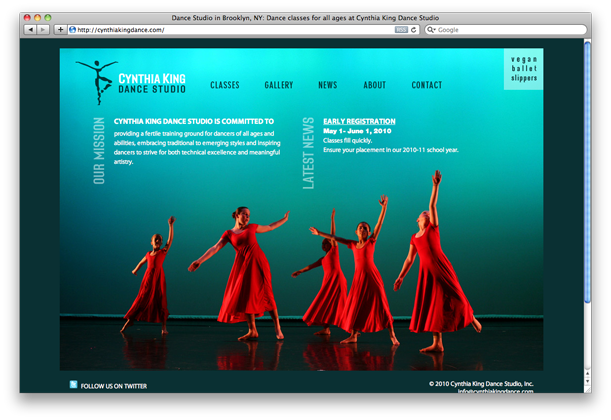 Dance Studio in Brooklyn, NY: Dance classes for all ages at Cynthia King Dance Studio
http://cynthiakingdance.com/
Google
CYNTHIA KING
DANCE STUDIO
CLASSES GALLERY NEWS ABOUT CONTACT
vegan
ballet
slippers
OUR MISSION
CYNTHIA KING DANCE STUDIO IS COMMITTED TO
providing a fertile training ground for dancers of all ages and
abilities, embracing traditional to emerging styles and inspiring
dancers to strive for both technical excellence and meaningful
artistry.
LATEST NEWS
EARLY REGISTRATION
May 1- June 1, 2010
Classes fill quickly.
Ensure your placement in our 2010-11 school year.
FOLLOW US ON TWITTER
© 2010 Cynthia King Dance Studio, Inc.
info@cynthiakingdance.com